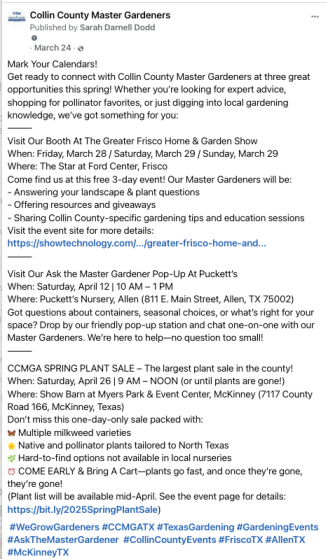 Collin County Master Gardeners
Published by Sarah Darnell Dodd
· March 24 ·
Mark Your Calendars!
Get ready to connect with Collin County Master Gardeners at three great
opportunities this spring! Whether you're looking for expert advice,
shopping for pollinator favorites, or just digging into local gardening
knowledge, we've got something for you:
———
Visit Our Booth At The Greater Frisco Home & Garden Show
When: Friday, March 28 / Saturday, March 29 / Sunday, March 29
Where: The Star at Ford Center, Frisco
Come find us at this free 3-day event! Our Master Gardeners will be:
- Answering your landscape & plant questions
- Offering resources and giveaways
- Sharing Collin County-specific gardening tips and education sessions
Visit the event site for more details:
https://showtechnology.com/.../greater-frisco-home-and...
———
Visit Our Ask the Master Gardener Pop-Up At Puckett's
When: Saturday, April 12 | 10 AM – 1 PM
Where: Puckett's Nursery, Allen (811 E. Main Street, Allen, TX 75002)
Got questions about containers, seasonal choices, or what's right for your
space? Drop by our friendly pop-up station and chat one-on-one with our
Master Gardeners. We're here to help—no question too small!
———
CCMGA SPRING PLANT SALE – The largest plant sale in the county!
When: Saturday, April 26 | 9 AM – NOON (or until plants are gone!)
Where: Show Barn at Myers Park & Event Center, McKinney (7117 County
Road 166, McKinney, Texas)
Don't miss this one-day-only sale packed with:
🦋 Multiple milkweed varieties
🌼 Native and pollinator plants tailored to North Texas
🌿 Hard-to-find options not available in local nurseries
⏰ COME EARLY & Bring A Cart—plants go fast, and once they're gone,
they're gone!
(Plant list will be available mid-April. See the event page for details:
https://bit.ly/2025SpringPlantSale)
#WeGrowGardeners #CCMGATX #TexasGardening #GardeningEvents
#AskTheMasterGardener #CollinCountyEvents #FriscoTX #AllenTX
#McKinneyTX